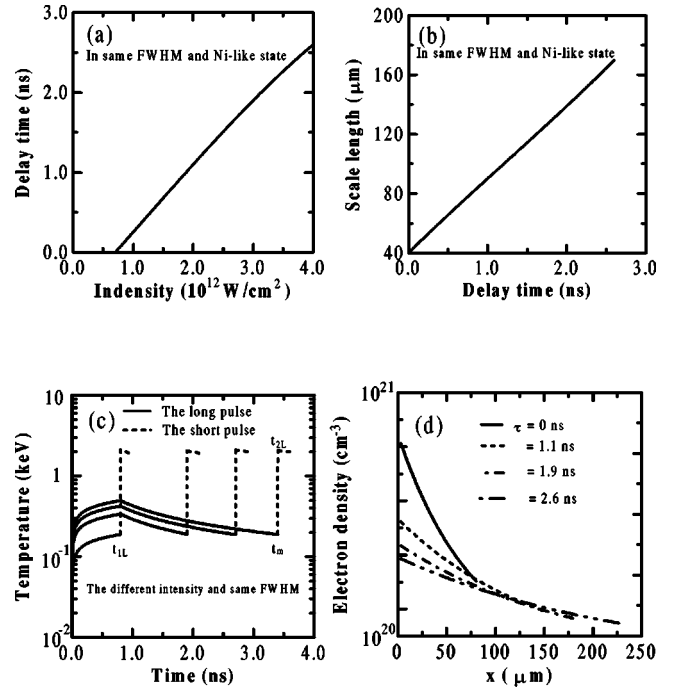 (a)
In same FWHM and Ni-like state
Delay time (ns)
3.0
2.0
1.0
0.0
0.0 1.0 2.0 3.0 4.0
Indensity (10¹²W/cm²)
(b)
In same FWHM and Ni-like state
Scale length (μm)
200
160
120
80
40
0.0 1.0 2.0 3.0
Delay time (ns)
(c)
The long pulse
The short pulse
Temperature (keV)
10
1
10⁻¹
10⁻²
t2L
t1L
tm
The different intensity and same FWHM
0.0 1.0 2.0 3.0 4.0
Time (ns)
(d)
τ = 0 ns
= 1.1 ns
= 1.9 ns
= 2.6 ns
Electron density (cm⁻³)
10²¹
10²⁰
0 50 100 150 200 250
x ( μm)